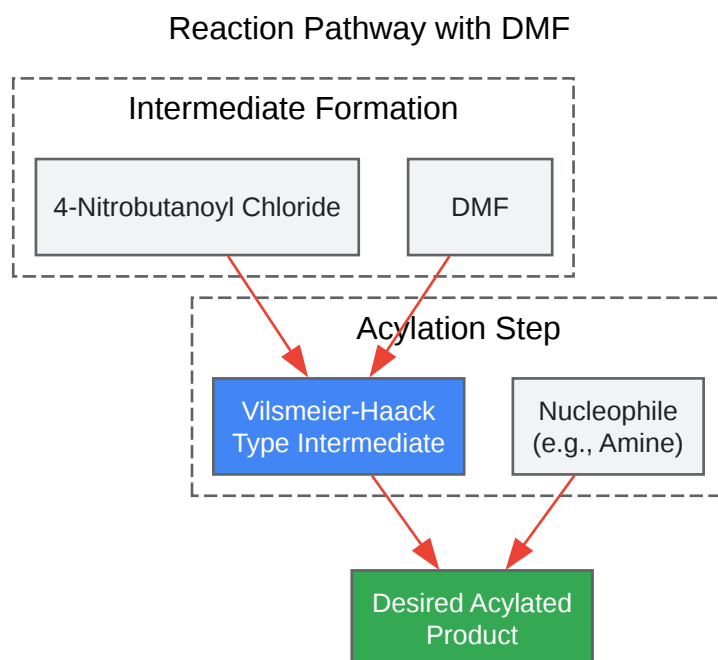 Reaction Pathway with DMF
Intermediate Formation
4-Nitrobutanoyl Chloride
DMF
Acylation Step
Vilsmeier-Haack
Type Intermediate
Nucleophile
(e.g., Amine)
Desired Acylated
Product